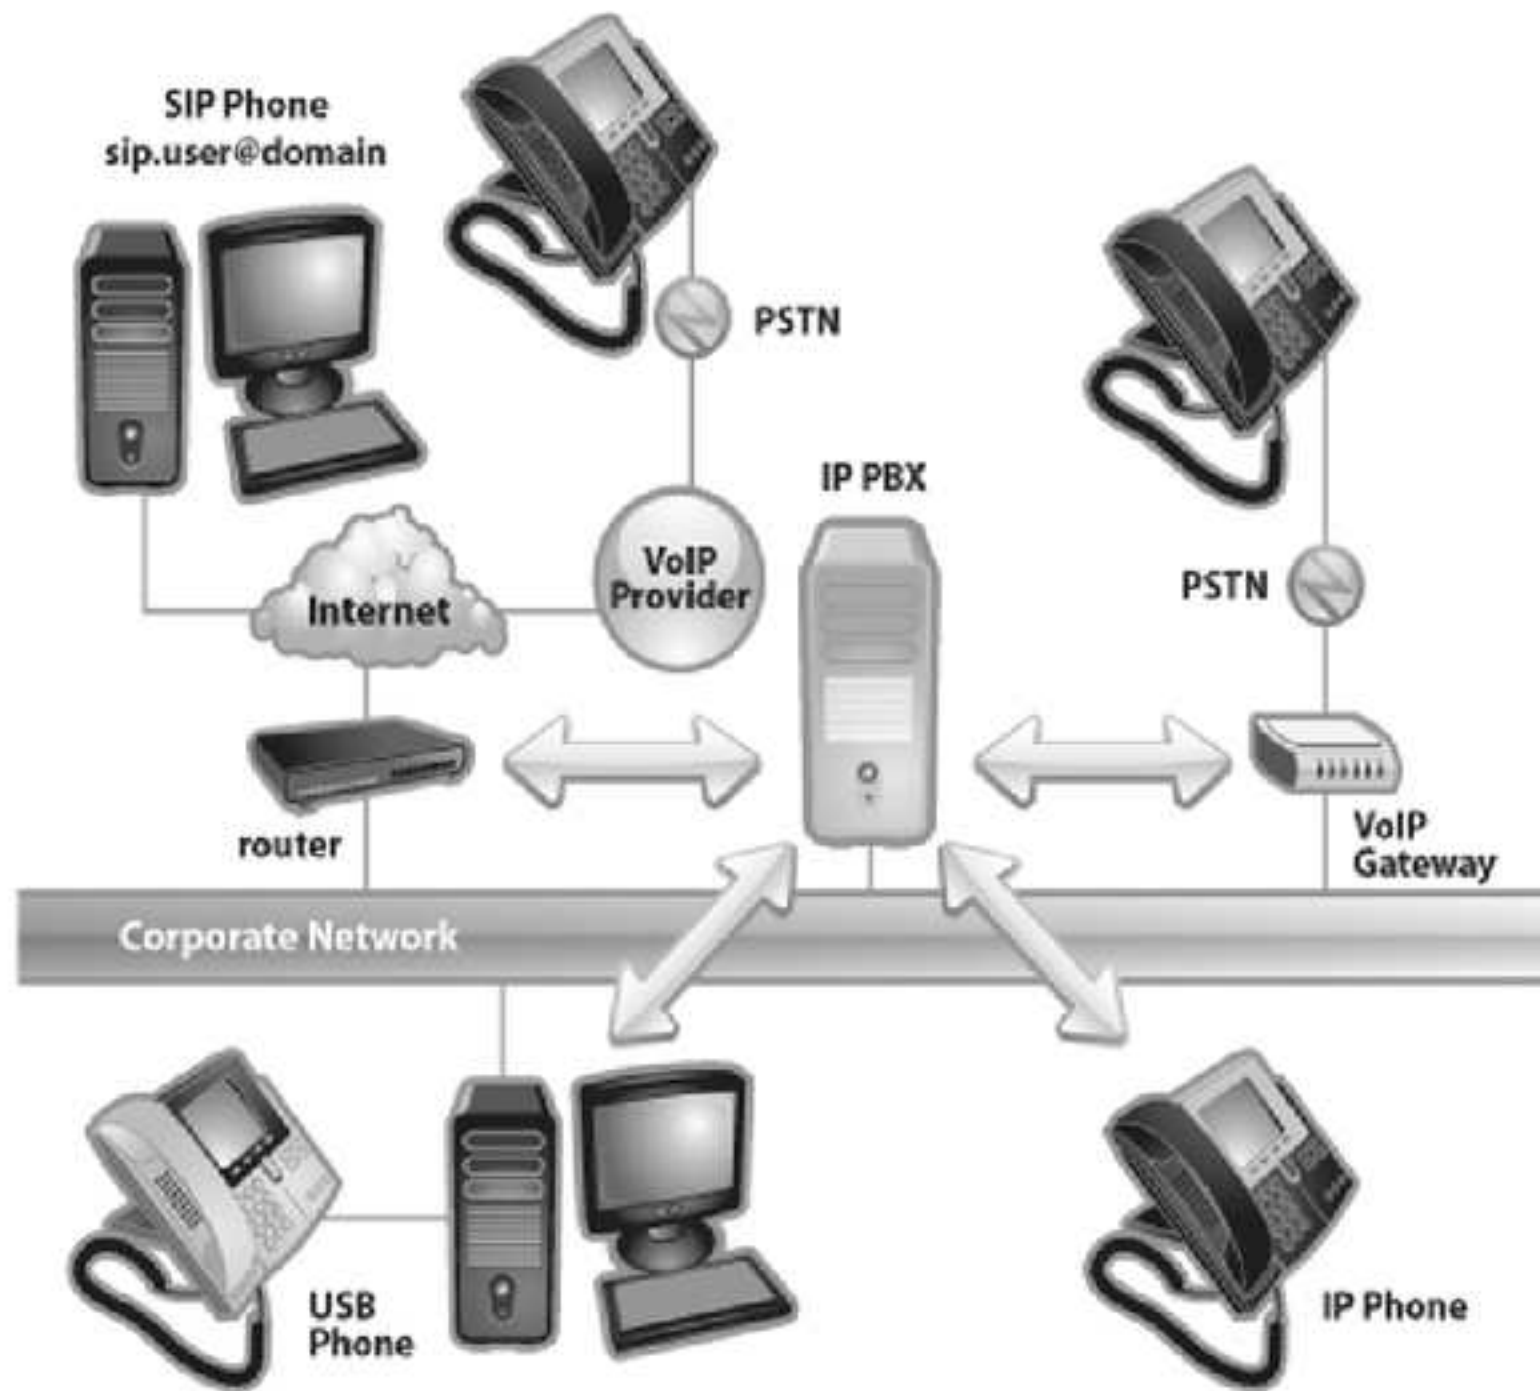 SIP Phone
sip.user@domain
PSTN
IP PBX
VoIP
Provider
Internet
PSTN
router
VoIP
Gateway
Corporate Network
USB
Phone
IP Phone